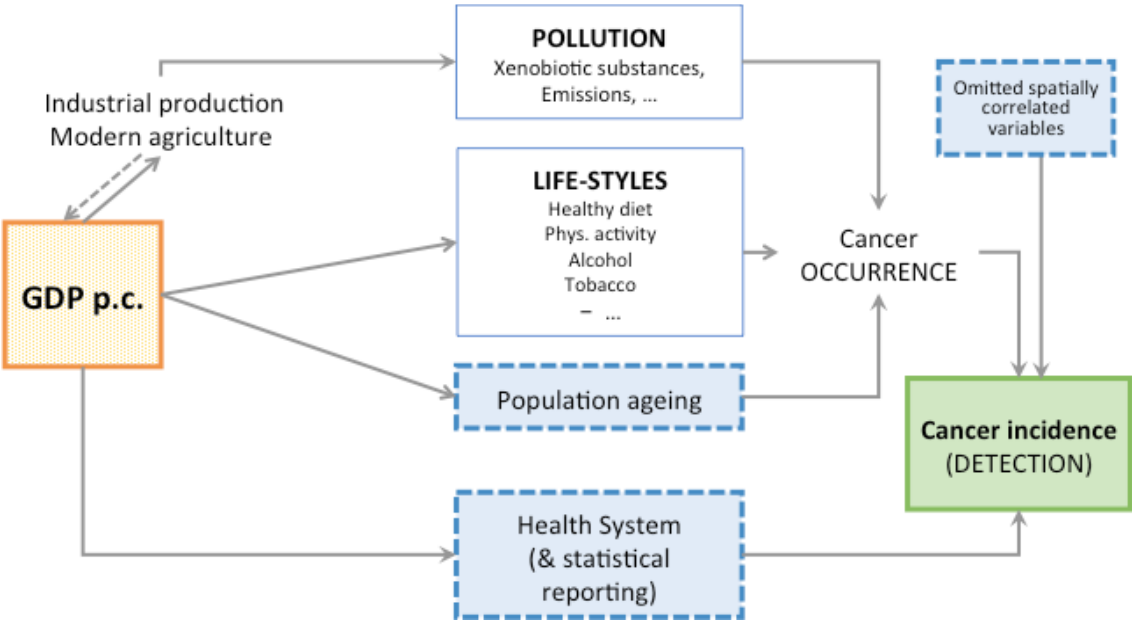 POLLUTION
Xenobiotic substances,
Emissions, ...
Omitted spatially
correlated
variables
Industrial production
Modern agriculture
LIFE-STYLES
Healthy diet
Phys. activity
Alcohol
Tobacco
– ...
Cancer
OCCURRENCE
GDP p.c.
Population ageing
Cancer incidence
(DETECTION)
Health System
(& statistical
reporting)